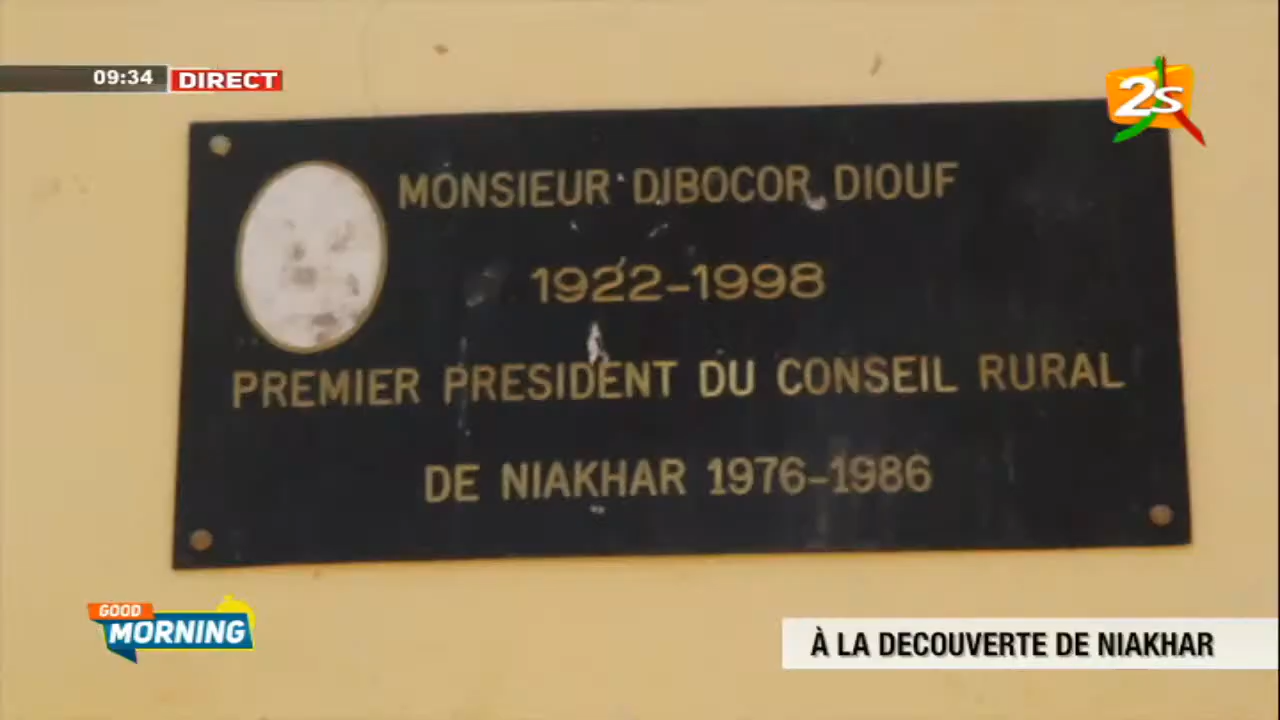 09:34 DIRECT
2s
MONSIEUR DJBOCOR DIOUF
1922-1998
PREMIER PRESIDENT DU CONSEIL RURAL
DE NIAKHAR 1976-1986
GOOD
MORNING
À LA DECOUVERTE DE NIAKHAR